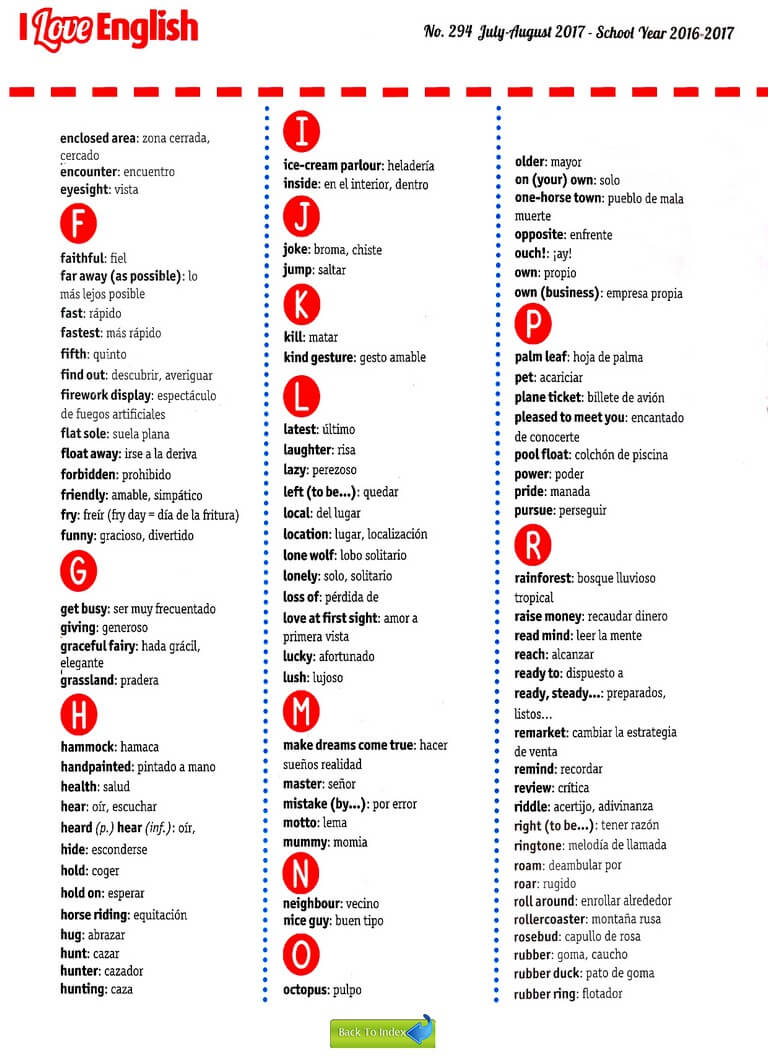 I Love English
No. 294 July-August 2017 - School Year 2016-2017
enclosed area: zona cerrada,
cercado
encounter: encuentro
eyesight: vista
F
faithful: fiel
far away (as possible): lo
más lejos posible
fast: rápido
fastest: más rápido
fifth: quinto
find out: descubrir, averiguar
firework display: espectáculo
de fuegos artificiales
flat sole: suela plana
float away: irse a la deriva
forbidden: prohibido
friendly: amable, simpático
fry: freír (fry day = día de la fritura)
funny: gracioso, divertido
G
get busy: ser muy frecuentado
giving: generoso
graceful fairy: hada grácil,
elegante
grassland: pradera
H
hammock: hamaca
handpainted: pintado a mano
health: salud
hear: oír, escuchar
heard (p.) hear (inf.): oír,
hide: esconderse
hold: coger
hold on: esperar
horse riding: equitación
hug: abrazar
hunt: cazar
hunter: cazador
hunting: caza
I
ice-cream parlour: heladería
inside: en el interior, dentro
J
joke: broma, chiste
jump: saltar
K
kill: matar
kind gesture: gesto amable
L
latest: último
laughter: risa
lazy: perezoso
left (to be...): quedar
local: del lugar
location: lugar, localización
lone wolf: lobo solitario
lonely: solo, solitario
loss of: pérdida de
love at first sight: amor a
primera vista
lucky: afortunado
lush: lujoso
M
make dreams come true: hacer
sueños realidad
master: señor
mistake (by...): por error
motto: lema
mummy: momia
N
neighbour: vecino
nice guy: buen tipo
O
octopus: pulpo
older: mayor
on (your) own: solo
one-horse town: pueblo de mala
muerte
opposite: enfrente
ouch!: ¡ay!
own: propio
own (business): empresa propia
P
palm leaf: hoja de palma
pet: acariciar
plane ticket: billete de avión
pleased to meet you: encantado
de conocerte
pool float: colchón de piscina
power: poder
pride: manada
pursue: perseguir
R
rainforest: bosque lluvioso
tropical
raise money: recaudar dinero
read mind: leer la mente
reach: alcanzar
ready to: dispuesto a
ready, steady...: preparados,
listos...
remarket: cambiar la estrategia
de venta
remind: recordar
review: crítica
riddle: acertijo, adivinanza
right (to be...): tener razón
ringtone: melodía de llamada
roam: deambular por
roar: rugido
roll around: enrollar alrededor
rollercoaster: montaña rusa
rosebud: capullo de rosa
rubber: goma, caucho
rubber duck: pato de goma
rubber ring: flotador
Back To Index